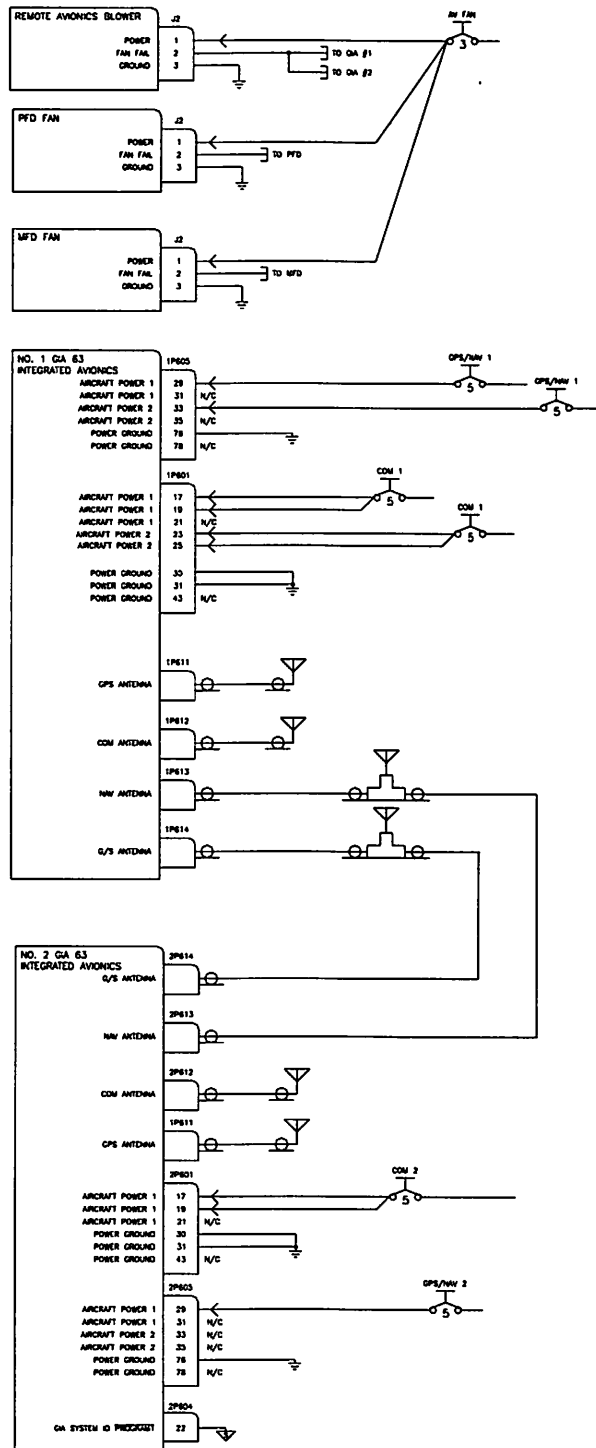 REMOTE AVIONICS BLOWER
J2
AV FAN
3
POWER 1
FAN FAIL 2 TO GIA #1
GROUND 3 TO GIA #2
PFD FAN
J2
POWER 1
FAN FAIL 2 TO PFD
GROUND 3
MFD FAN
J2
POWER 1
FAN FAIL 2 TO MFD
GROUND 3
NO. 1 GIA 63
INTEGRATED AVIONICS
1P605
GPS/NAV 1
5
GPS/NAV 1
5
AIRCRAFT POWER 1 29
AIRCRAFT POWER 1 31 N/C
AIRCRAFT POWER 2 33
AIRCRAFT POWER 2 35 N/C
POWER GROUND 76
POWER GROUND 78 N/C
1P601
COM 1
5
COM 1
5
AIRCRAFT POWER 1 17
AIRCRAFT POWER 1 19
AIRCRAFT POWER 1 21 N/C
AIRCRAFT POWER 2 23
AIRCRAFT POWER 2 25
POWER GROUND 30
POWER GROUND 31
POWER GROUND 43 N/C
1P611
GPS ANTENNA
1P612
COM ANTENNA
1P613
NAV ANTENNA
1P614
G/S ANTENNA
NO. 2 GIA 63
INTEGRATED AVIONICS
2P614
G/S ANTENNA
2P613
NAV ANTENNA
2P612
COM ANTENNA
1P611
GPS ANTENNA
2P601
COM 2
5
AIRCRAFT POWER 1 17
AIRCRAFT POWER 1 19
AIRCRAFT POWER 1 21 N/C
POWER GROUND 30
POWER GROUND 31
POWER GROUND 43 N/C
2P605
GPS/NAV 2
5
AIRCRAFT POWER 1 29
AIRCRAFT POWER 1 31 N/C
AIRCRAFT POWER 2 33 N/C
AIRCRAFT POWER 2 35 N/C
POWER GROUND 76
POWER GROUND 78 N/C
2P604
GIA SYSTEM ID 22